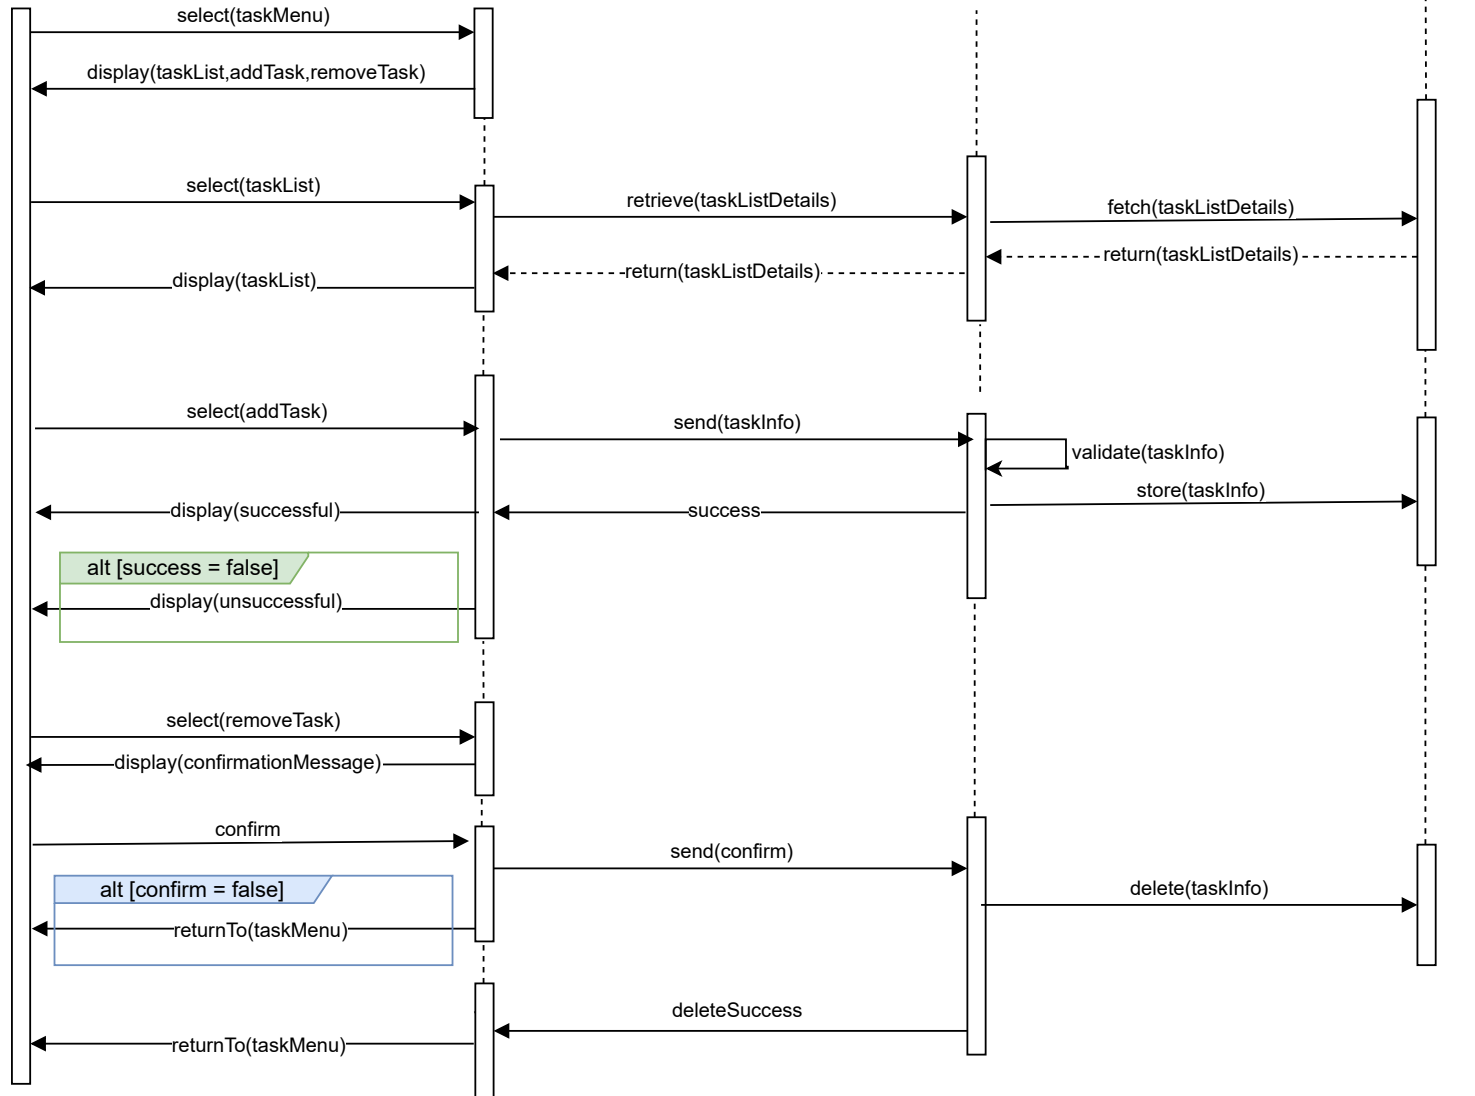 select(taskMenu)
display(taskList,addTask,removeTask)
select(taskList)
retrieve(taskListDetails)
fetch(taskListDetails)
return(taskListDetails)
return(taskListDetails)
display(taskList)
select(addTask)
send(taskInfo)
validate(taskInfo)
store(taskInfo)
display(successful)
success
alt [success = false]
display(unsuccessful)
select(removeTask)
display(confirmationMessage)
confirm
send(confirm)
alt [confirm = false]
delete(taskInfo)
returnTo(taskMenu)
deleteSuccess
returnTo(taskMenu)